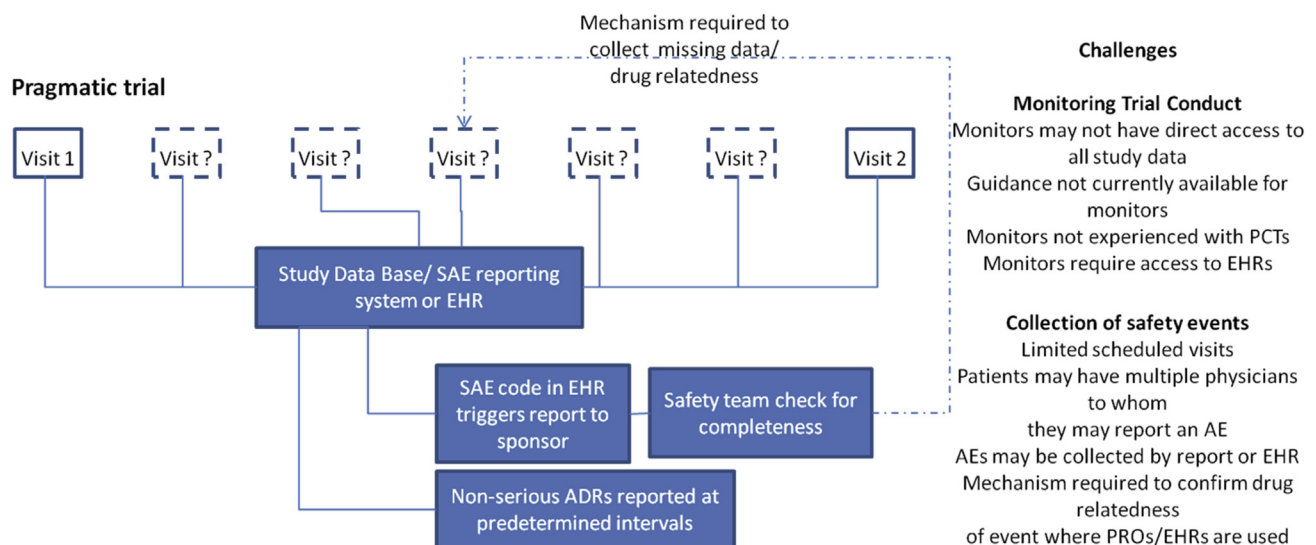 Mechanism required to
collect missing data/
drug relatedness
Pragmatic trial
Visit 1
Visit ?
Visit ?
Visit ?
Visit ?
Visit ?
Visit 2
Study Data Base/ SAE reporting
system or EHR
SAE code in EHR
triggers report to
sponsor
Safety team check for
completeness
Non-serious ADRs reported at
predetermined intervals
Challenges
Monitoring Trial Conduct
Monitors may not have direct access to
all study data
Guidance not currently available for
monitors
Monitors not experienced with PCTs
Monitors require access to EHRs
Collection of safety events
Limited scheduled visits
Patients may have multiple physicians
to whom
they may report an AE
AEs may be collected by report or EHR
Mechanism required to confirm drug
relatedness
of event where PROs/EHRs are used